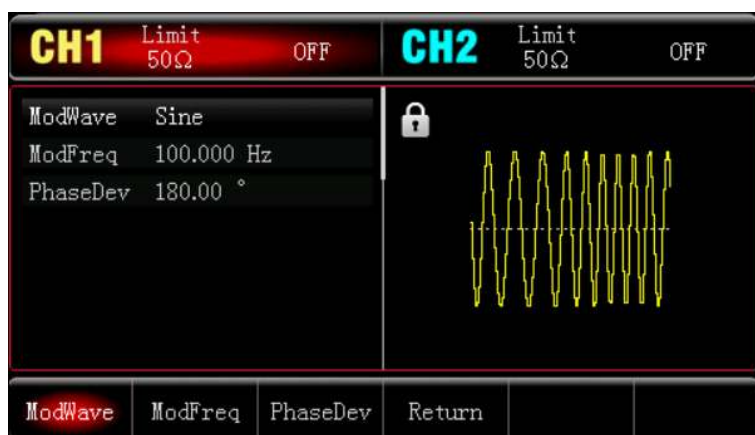 CH1 Limit 50Ω OFF CH2 Limit 50Ω OFF
ModWave Sine
ModFreq 100.000 Hz
PhaseDev 180.00 °
ModWave ModFreq PhaseDev Return